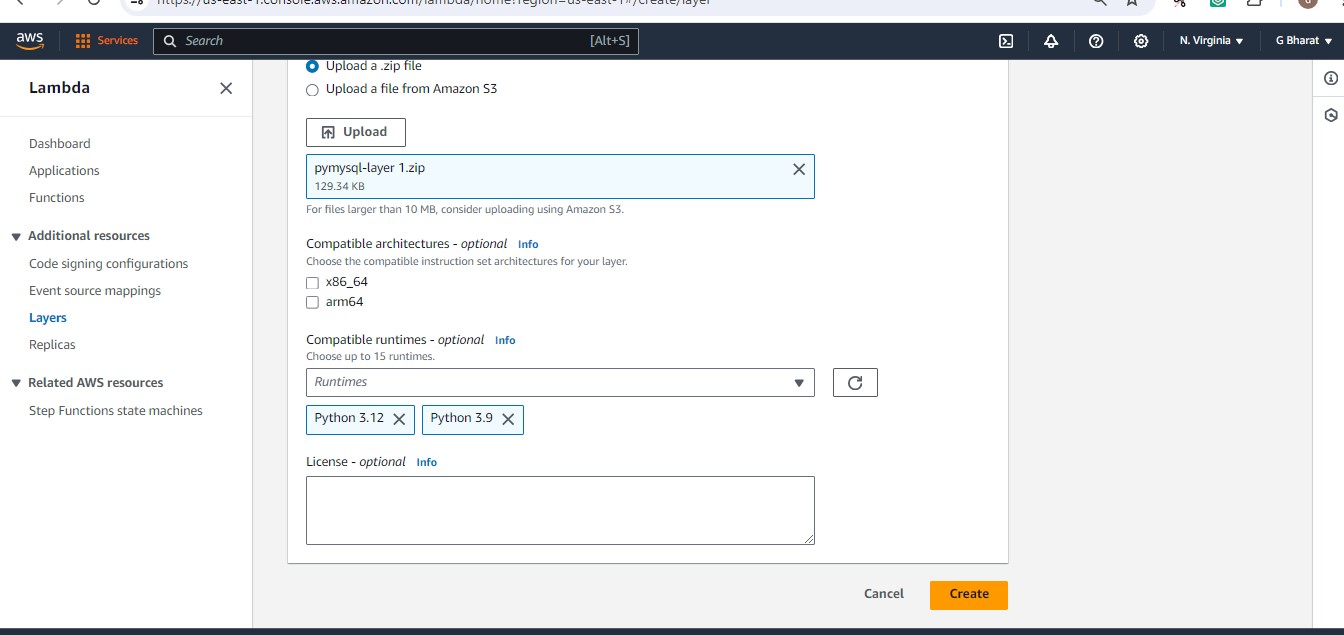 https://us-east-1.console.aws.amazon.com/lambda/home?region=us-east-1#/create/layer
aws
Services
Search
[Alt+S]
N. Virginia
G Bharat
Lambda
Dashboard
Applications
Functions
Additional resources
Code signing configurations
Event source mappings
Layers
Replicas
Related AWS resources
Step Functions state machines
Upload a .zip file
Upload a file from Amazon S3
Upload
pymysql-layer 1.zip
129.34 KB
For files larger than 10 MB, consider uploading using Amazon S3.
Compatible architectures - optional Info
Choose the compatible instruction set architectures for your layer.
x86_64
arm64
Compatible runtimes - optional Info
Choose up to 15 runtimes.
Runtimes
Python 3.12
Python 3.9
License - optional Info
Cancel
Create